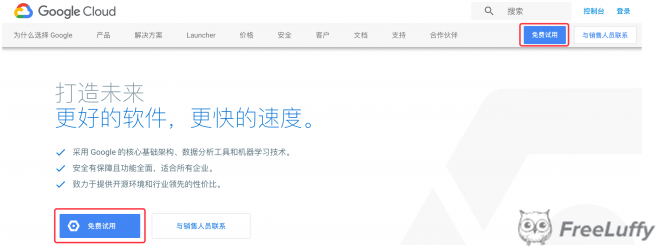 Google Cloud 搜索 控制台 登录
为什么选择 Google 产品 解决方案 Launcher 价格 安全 客户 文档 支持 合作伙伴 免费试用 与销售人员联系
打造未来
更好的软件，更快的速度。
采用 Google 的核心基础架构、数据分析工具和机器学习技术。
安全有保障且功能全面，适合所有企业。
致力于提供开源环境和行业领先的性价比。
免费试用 与销售人员联系
FreeLuffy